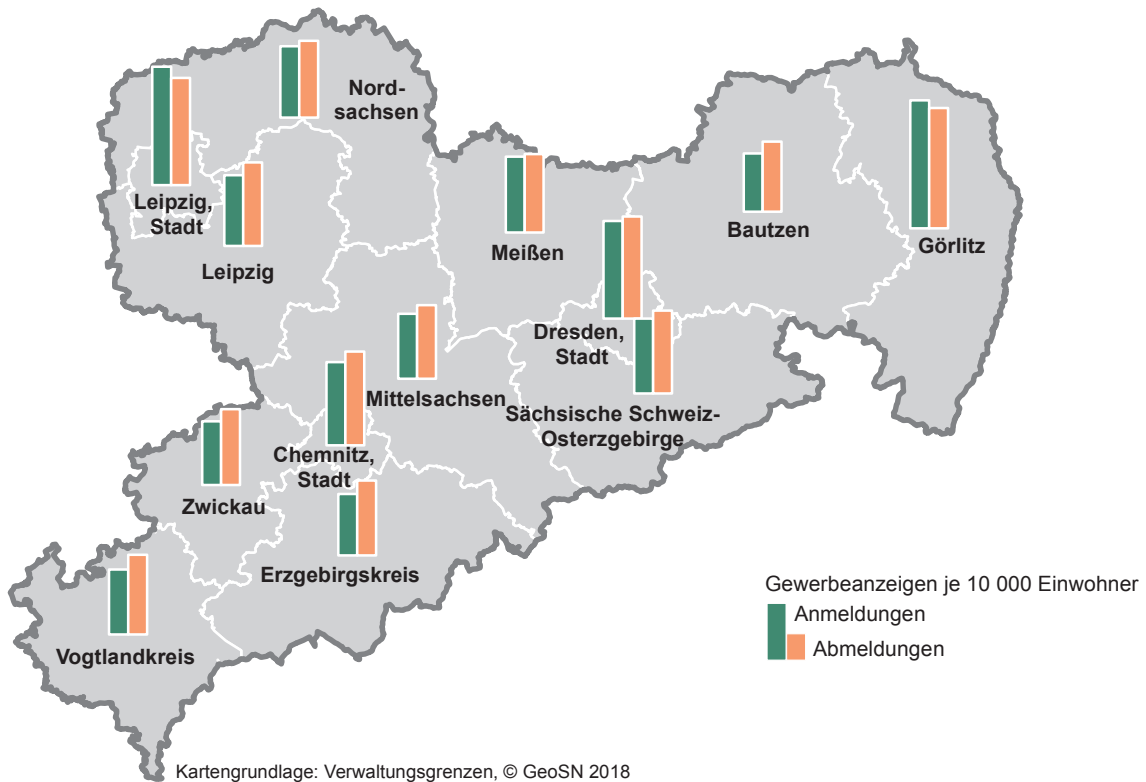 Nord-
sachsen
Leipzig,
Stadt
Leipzig
Meißen
Bautzen
Görlitz
Dresden,
Stadt
Mittelsachsen
Sächsische Schweiz-
Osterzgebirge
Chemnitz,
Stadt
Zwickau
Erzgebirgskreis
Vogtlandkreis
Gewerbeanzeigen je 10 000 Einwohner
Anmeldungen
Abmeldungen
Kartengrundlage: Verwaltungsgrenzen, © GeoSN 2018